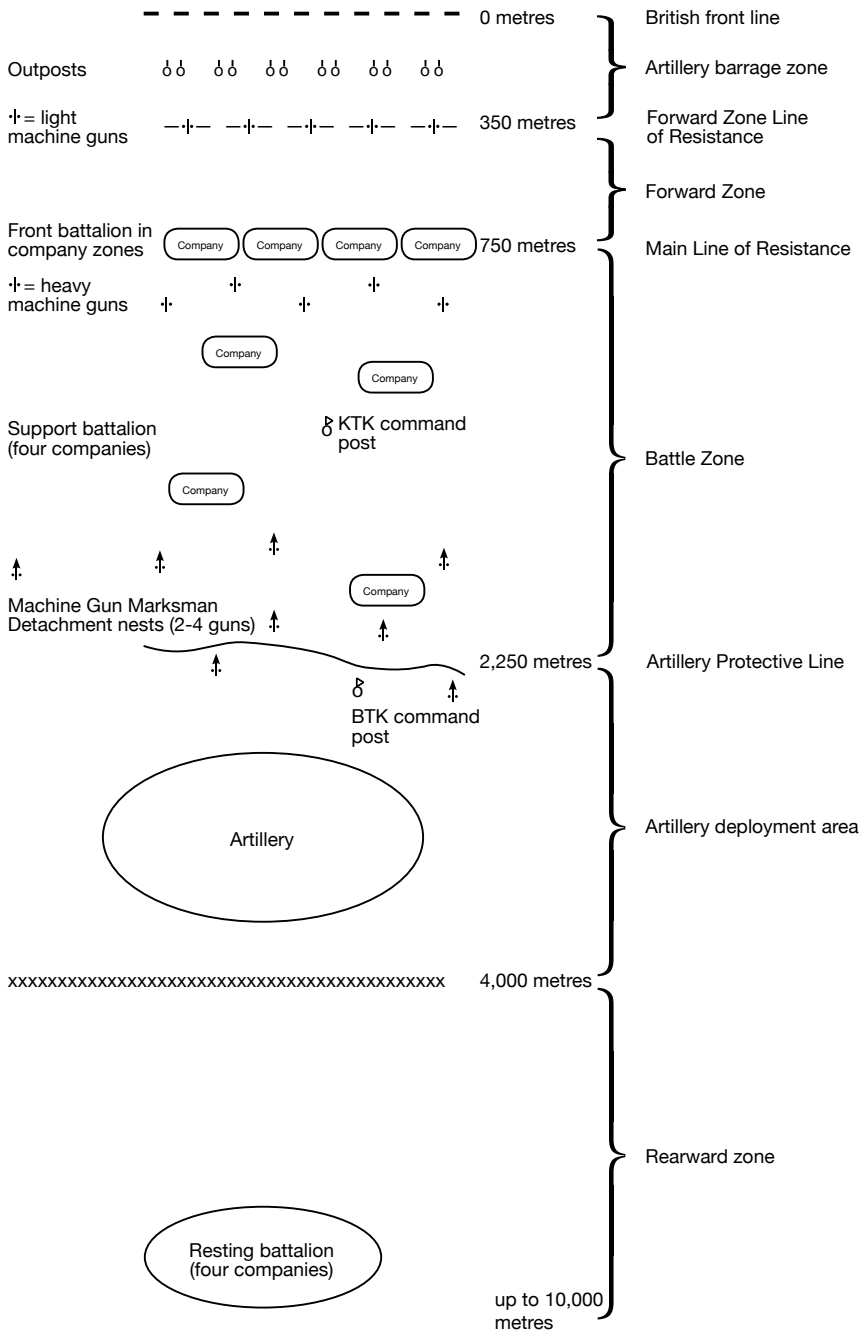 0 metres
British front line
Outposts
Artillery barrage zone
= light
machine guns
350 metres
Forward Zone Line
of Resistance
Forward Zone
Front battalion in
company zones
Company Company Company Company
750 metres
Main Line of Resistance
= heavy
machine guns
Company
Company
KTK command
post
Support battalion
(four companies)
Battle Zone
Company
Company
Machine Gun Marksman
Detachment nests (2-4 guns)
2,250 metres
Artillery Protective Line
BTK command
post
Artillery
Artillery deployment area
xxxxxxxxxxxxxxxxxxxxxxxxxxxxxxxxxxxxxxxxxxxx
4,000 metres
Rearward zone
Resting battalion
(four companies)
up to 10,000
metres